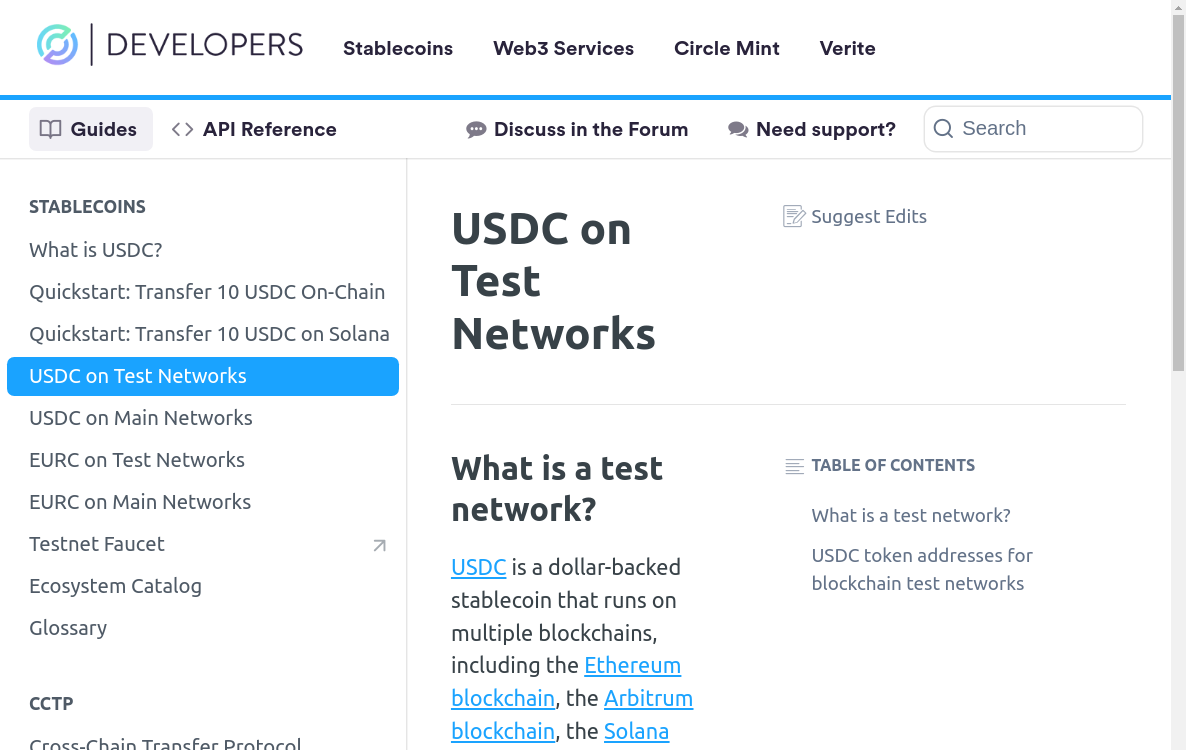 DEVELOPERS
Stablecoins
Web3 Services
Circle Mint
Verite
Guides
API Reference
Discuss in the Forum
Need support?
Search
STABLECOINS
What is USDC?
Quickstart: Transfer 10 USDC On-Chain
Quickstart: Transfer 10 USDC on Solana
USDC on Test Networks
USDC on Main Networks
EURC on Test Networks
EURC on Main Networks
Testnet Faucet
Ecosystem Catalog
Glossary
CCTP
Cross-Chain Transfer Protocol
USDC on
Test
Networks
Suggest Edits
What is a test
network?
USDC is a dollar-backed
stablecoin that runs on
multiple blockchains,
including the Ethereum
blockchain, the Arbitrum
blockchain, the Solana
TABLE OF CONTENTS
What is a test network?
USDC token addresses for
blockchain test networks